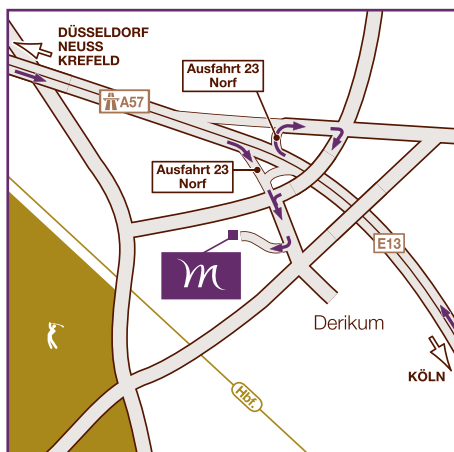 DÜSSELDORF
NEUSS
KREFELD
Ausfahrt 23
Norf
A57
Ausfahrt 23
Norf
E13
m
Derikum
KÖLN
Hbf.